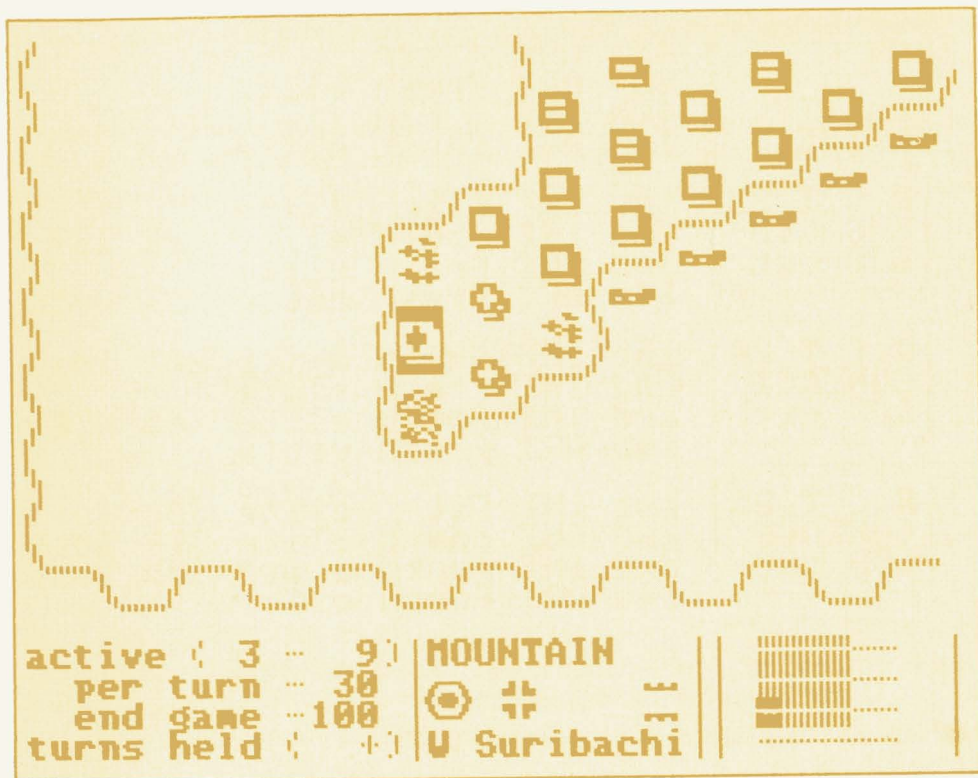 active ( 3 - 9)
MOUNTAIN
per turn - 30
end game -100
turns held ( + )
W Suribachi